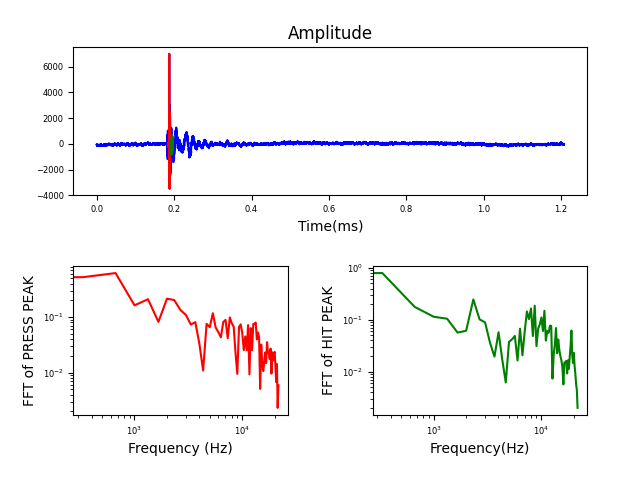 Amplitude
6000
4000
2000
0
−2000
−4000
0.0 0.2 0.4 0.6 0.8 1.0 1.2
Time(ms)
FFT of PRESS PEAK
10⁻¹
10⁻²
10³ 10⁴
Frequency (Hz)
FFT of HIT PEAK
10⁰
10⁻¹
10⁻²
10³ 10⁴
Frequency(Hz)